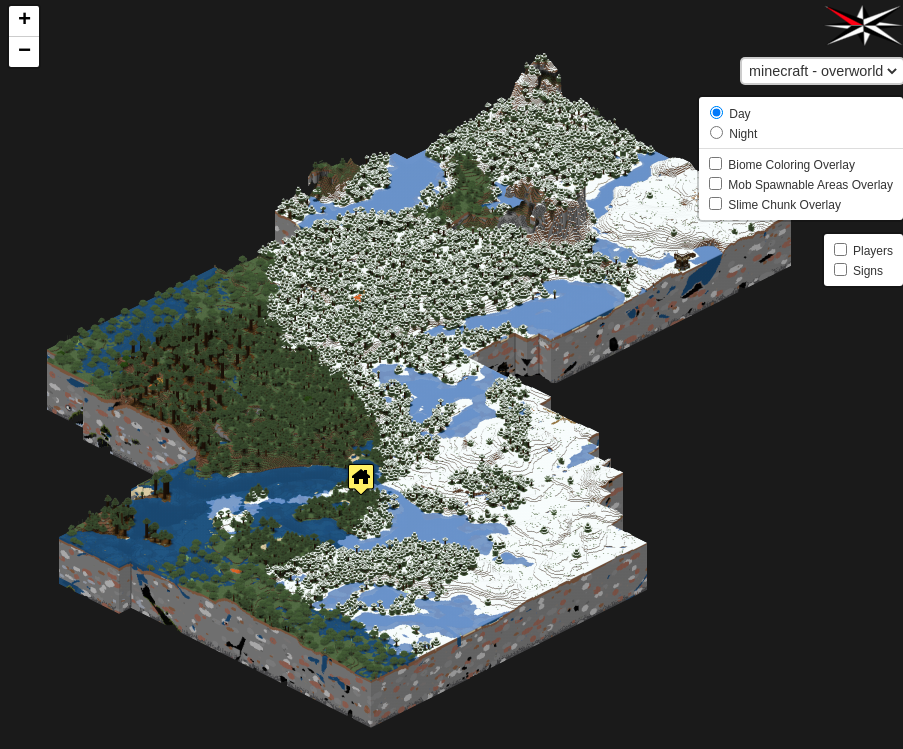 +
−
minecraft - overworld
Day
Night
Biome Coloring Overlay
Mob Spawnable Areas Overlay
Slime Chunk Overlay
Players
Signs